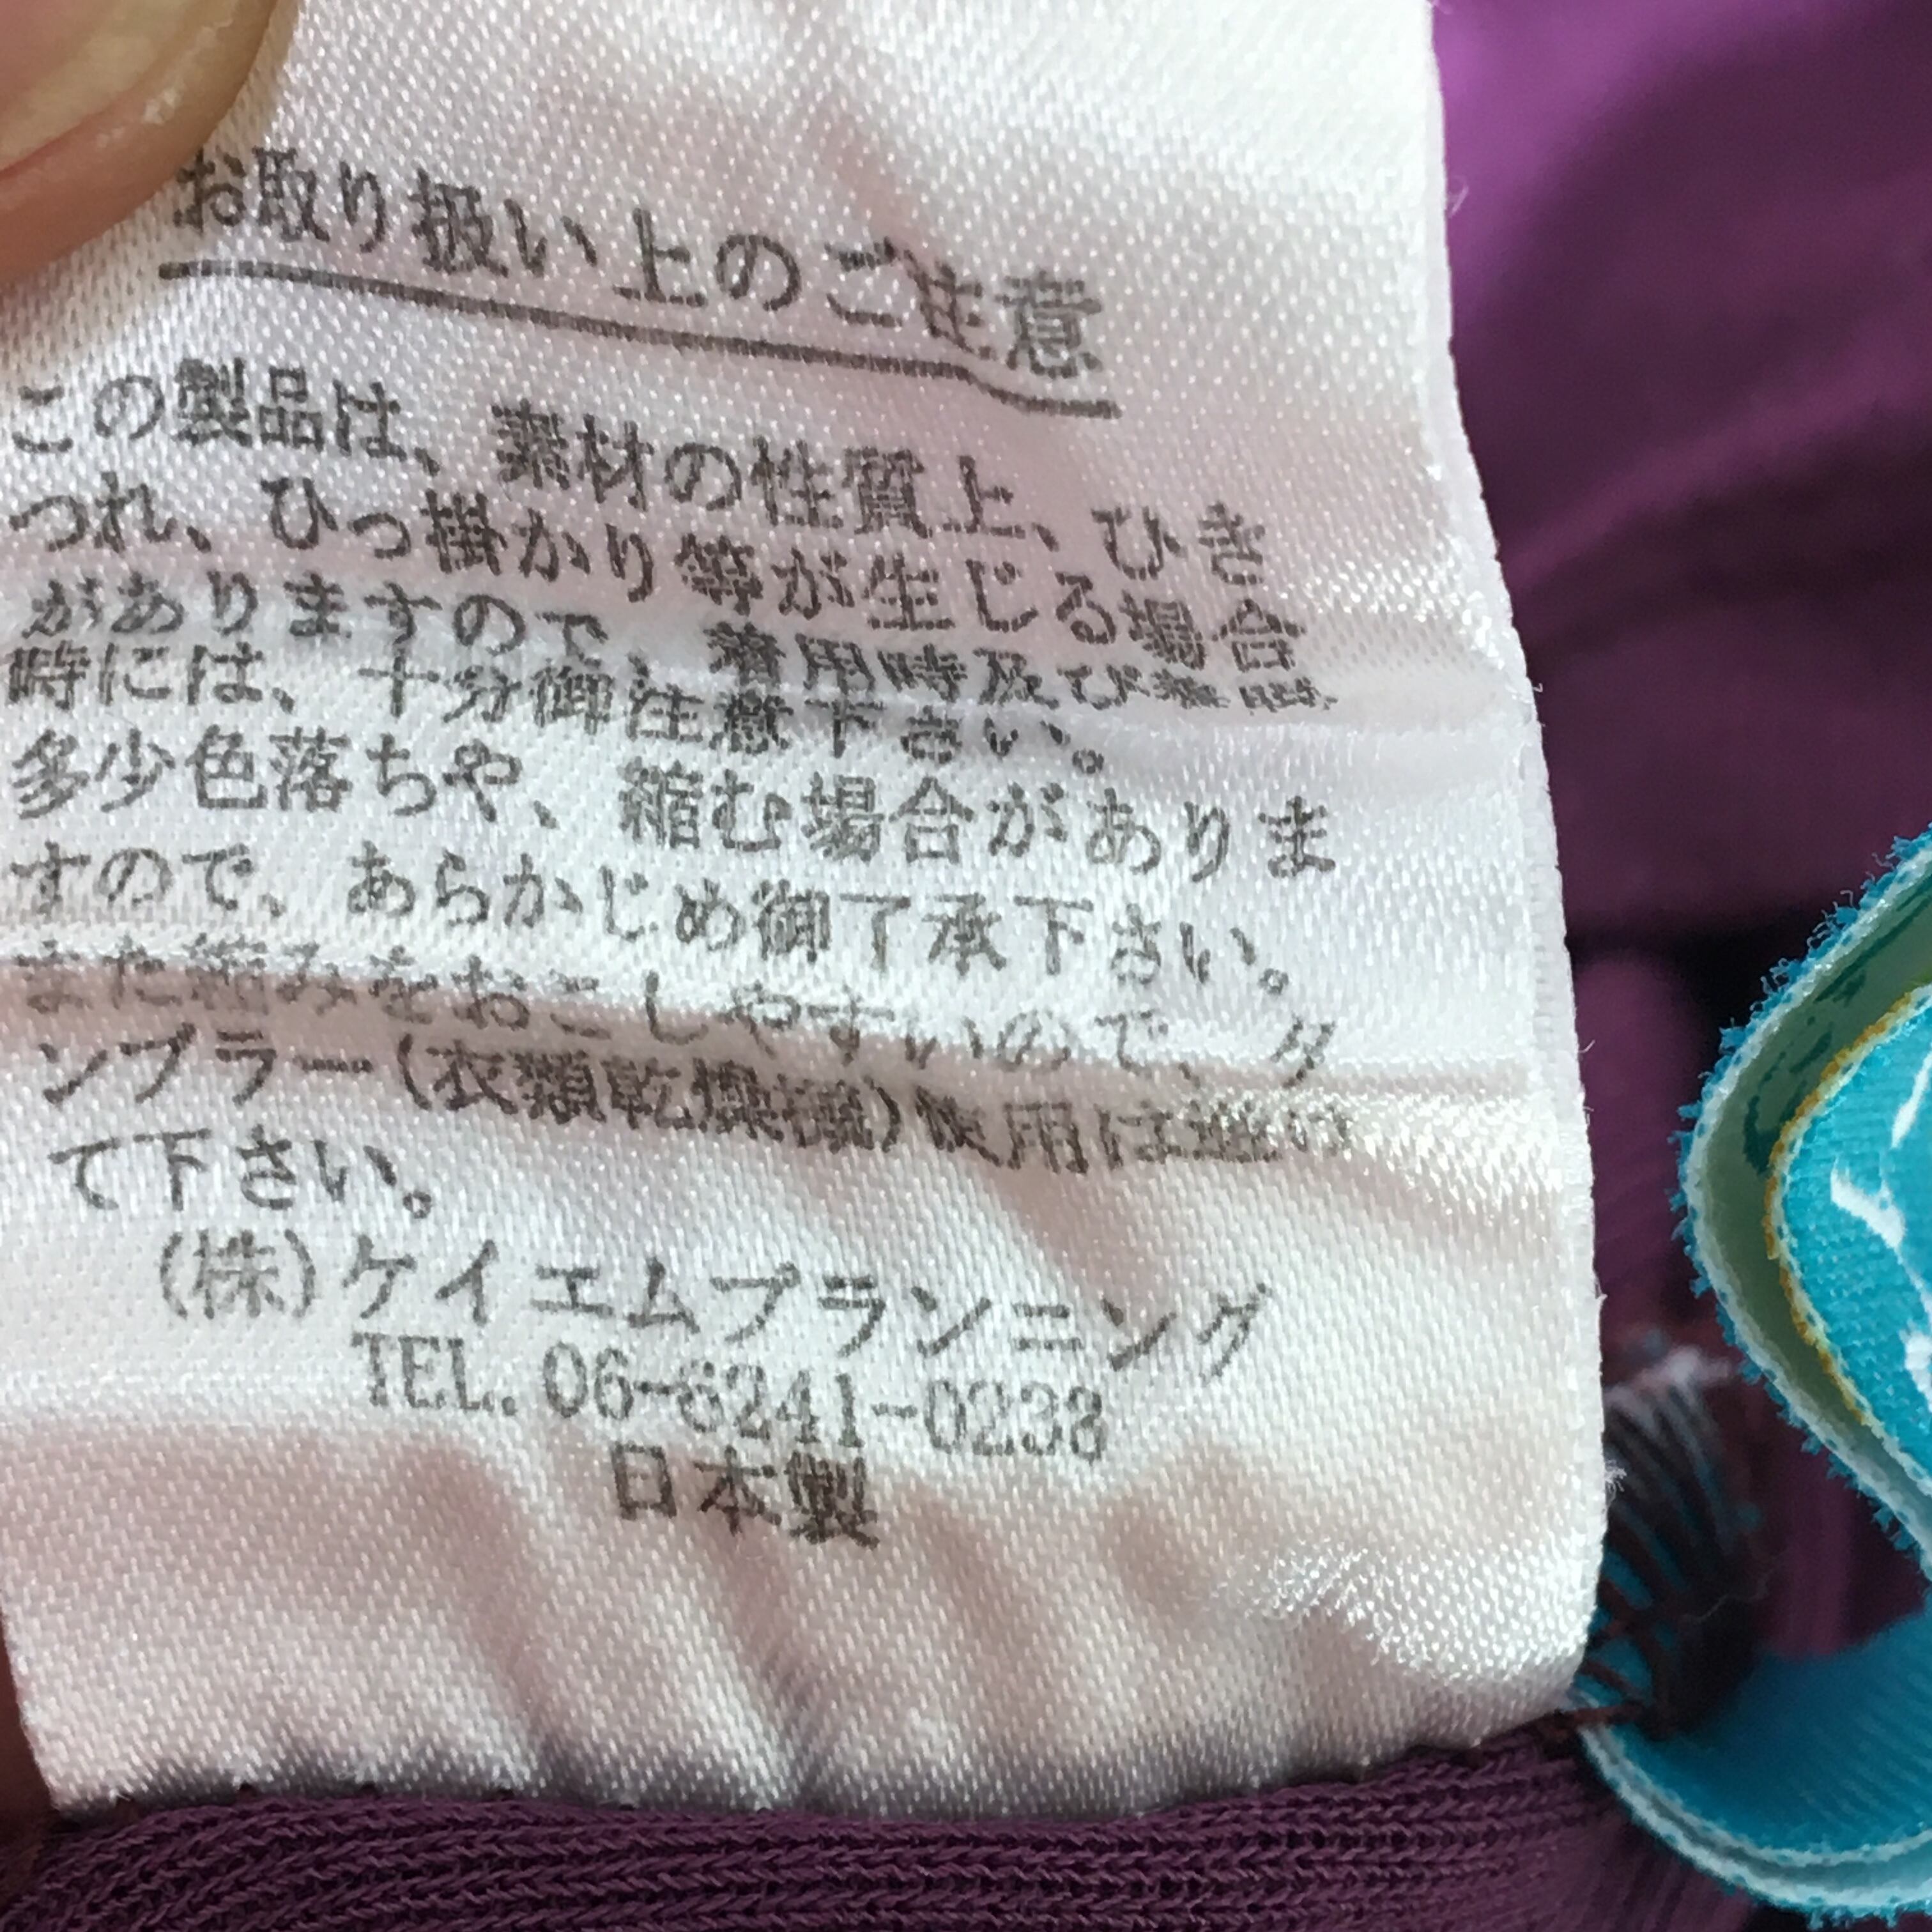 お取り扱い上のご注意
この製品は、素材の性質上、ひき
つれ、ひっ掛かり等が生じる場合
がありますので、着用時及び着脱
時には、十分御注意下さい。
多少色落ちや、縮む場合がありま
すので、あらかじめ御了承下さい。
また縮みをおこしやすいので、タ
ンブラー(衣類乾燥機)使用は避け
て下さい。
(株)ケイエムプランニング
TEL. 06-6241-0233
日本製